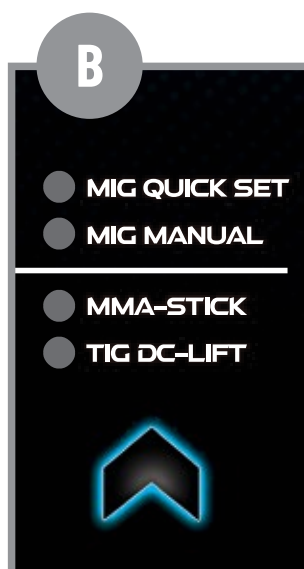 B
MIG QUICK SET
MIG MANUAL
MMA-STICK
TIG DC-LIFT